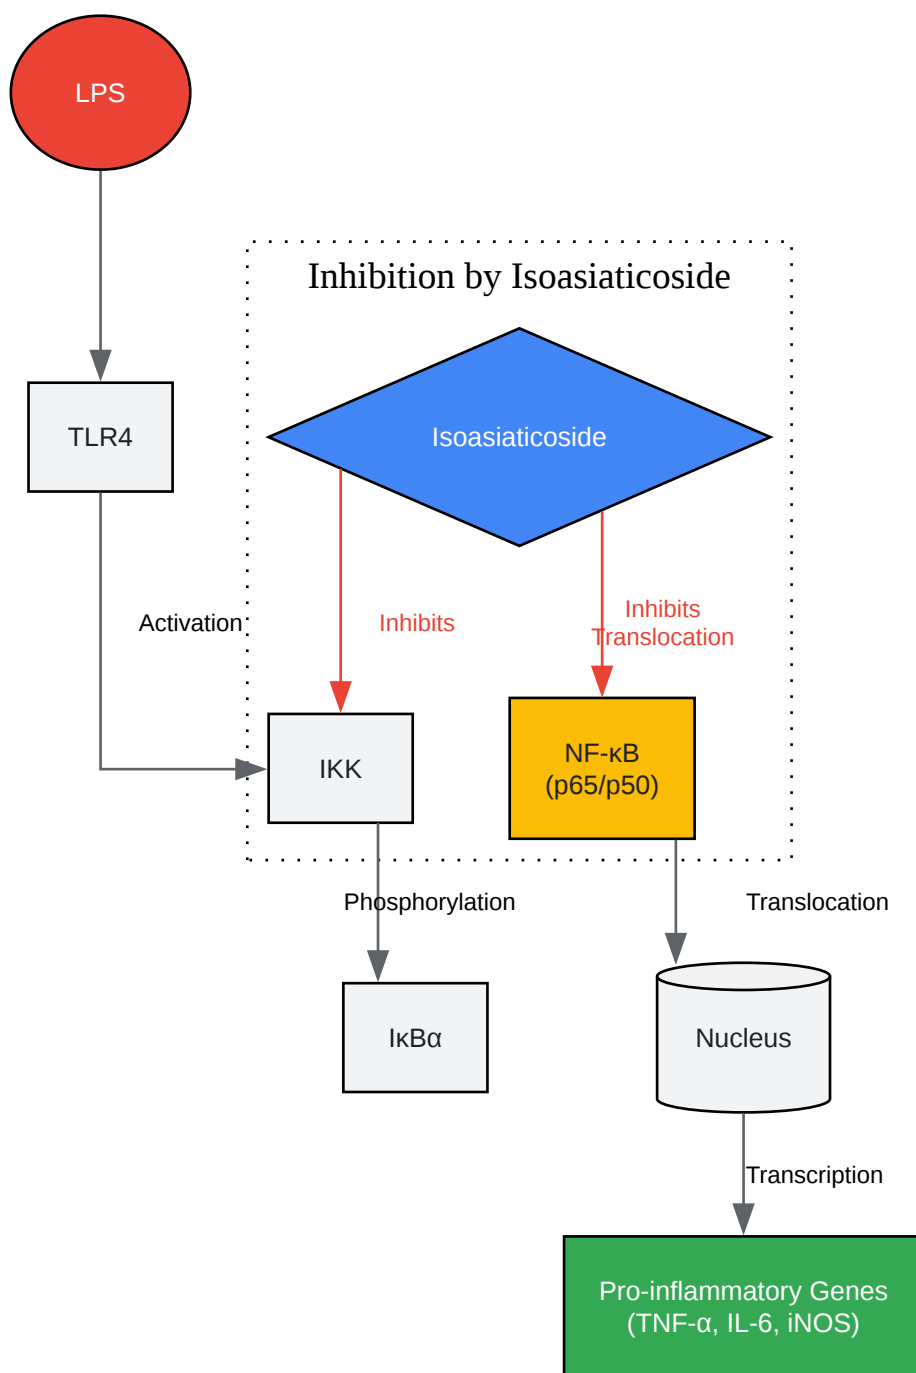 LPS
Inhibition by Isoasiaticoside
Isoasiaticoside
TLR4
Activation
Inhibits
Inhibits
Translocation
IKK
NF-κB
(p65/p50)
Phosphorylation
Translocation
IκBα
Nucleus
Transcription
Pro-inflammatory Genes
(TNF-α, IL-6, iNOS)